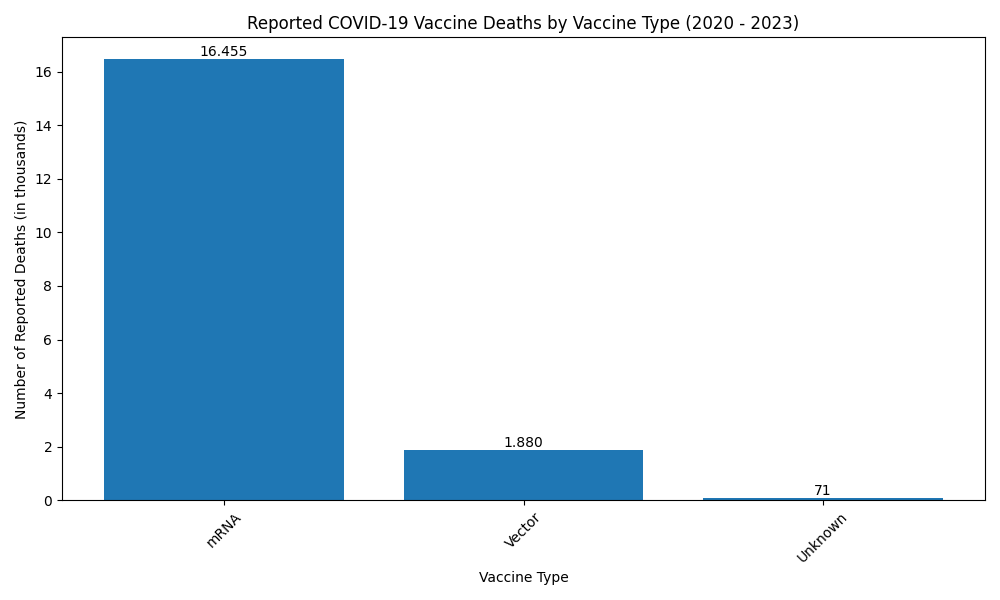 Reported COVID-19 Vaccine Deaths by Vaccine Type (2020 - 2023)
Number of Reported Deaths (in thousands)
16
14
12
10
8
6
4
2
0
16.455
1.880
71
mRNA
Vector
Unknown
Vaccine Type